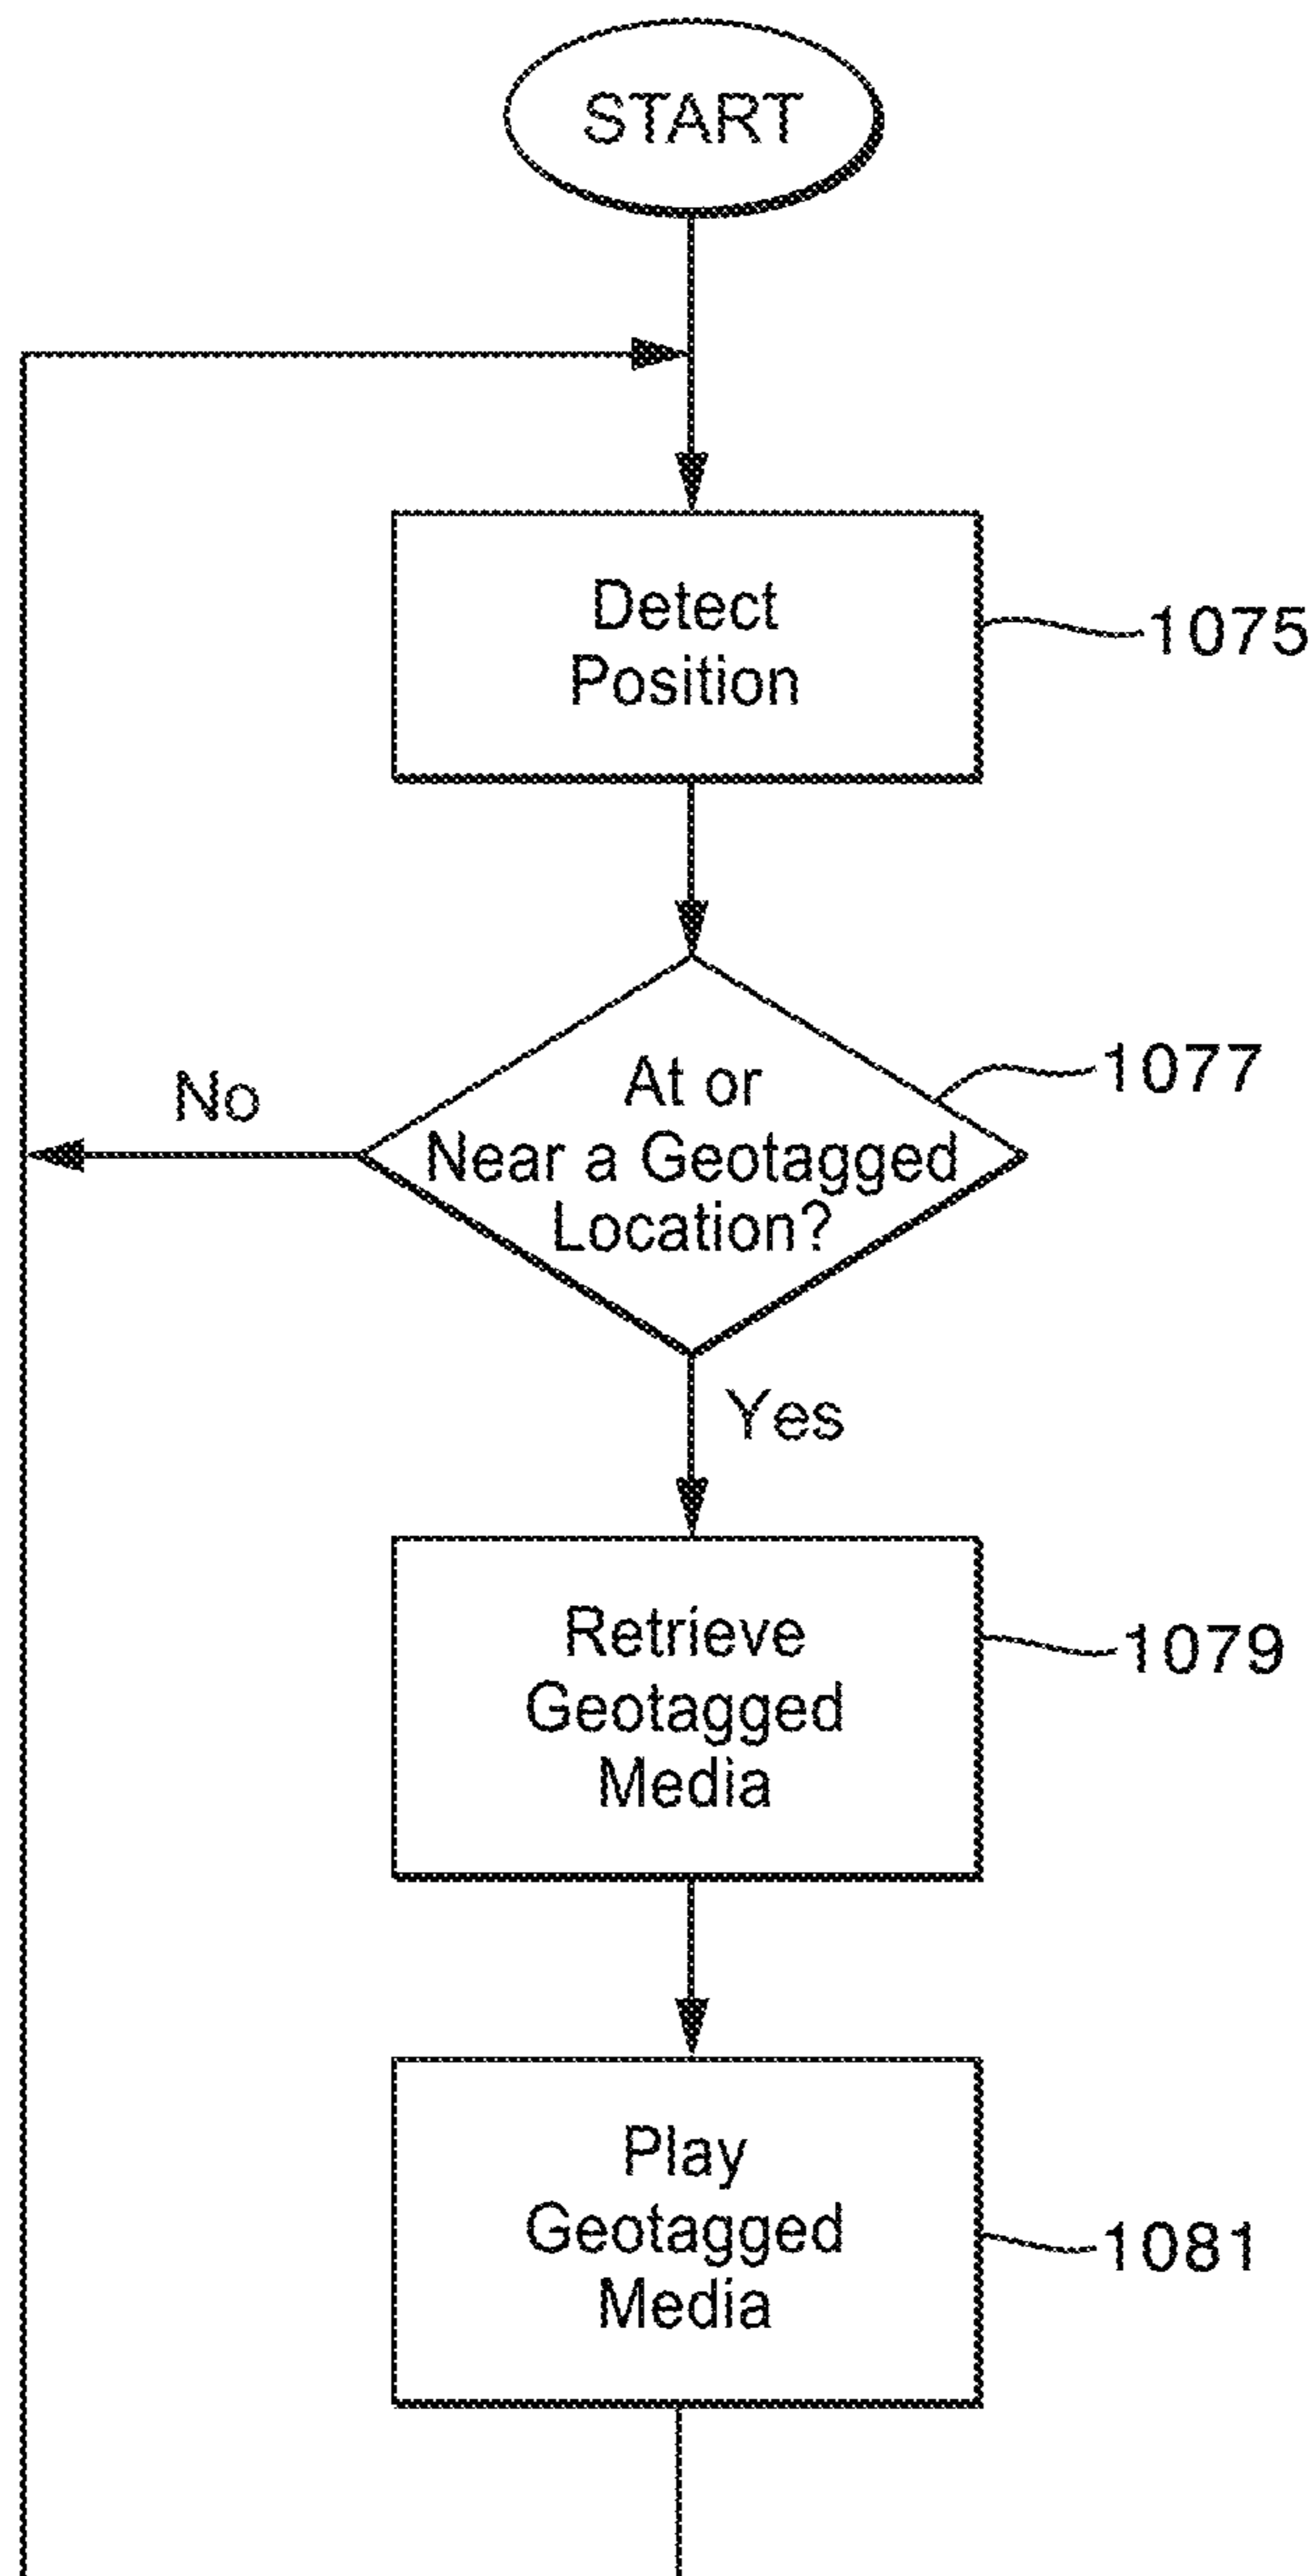 START
Detect
Position
1075
At or
Near a Geotagged
Location?
1077
No
Yes
Retrieve
Geotagged
Media
1079
Play
Geotagged
Media
1081